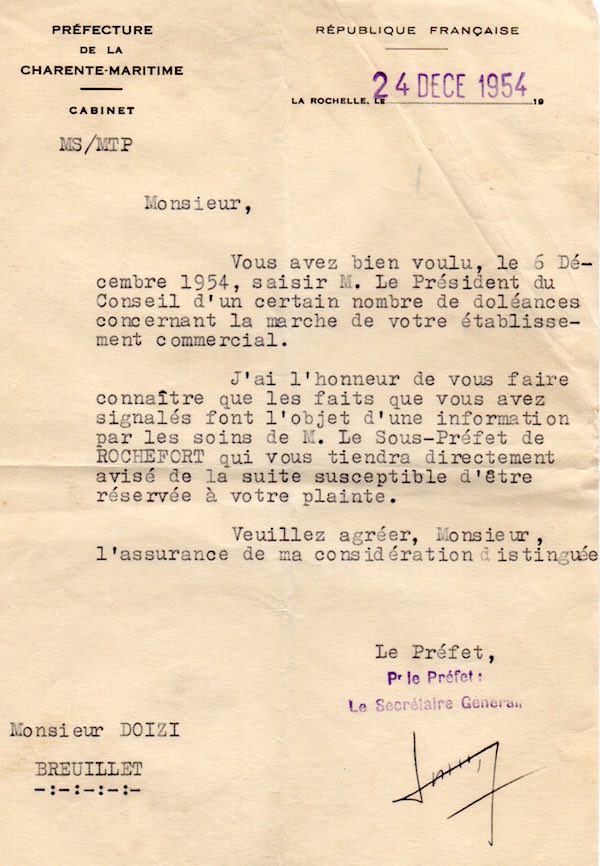 PRÉFECTURE
DE LA
CHARENTE-MARITIME
CABINET
RÉPUBLIQUE FRANÇAISE
24 DECE 1954
LA ROCHELLE, LE 19
MS/MTP
Monsieur,
Vous avez bien voulu, le 6 Dé-
cembre 1954, saisir M. Le Président du
Conseil d'un certain nombre de doléances
concernant la marche de votre établisse-
ment commercial.
J'ai l'honneur de vous faire
connaître que les faits que vous avez
signalés font l'objet d'une information
par les soins de M. Le Sous-Préfet de
ROCHEFORT qui vous tiendra directement
avisé de la suite susceptible d'être
réservée à votre plainte.
Veuillez agréer, Monsieur,
l'assurance de ma considération distinguée
Le Préfet,
Pr le Préfet :
Le Secrétaire Général
Monsieur DOIZI
BREUILLET
-:-:-:-:-